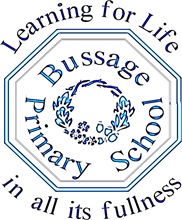 Learning for Life
Bussage
Primary School
in all its fullness